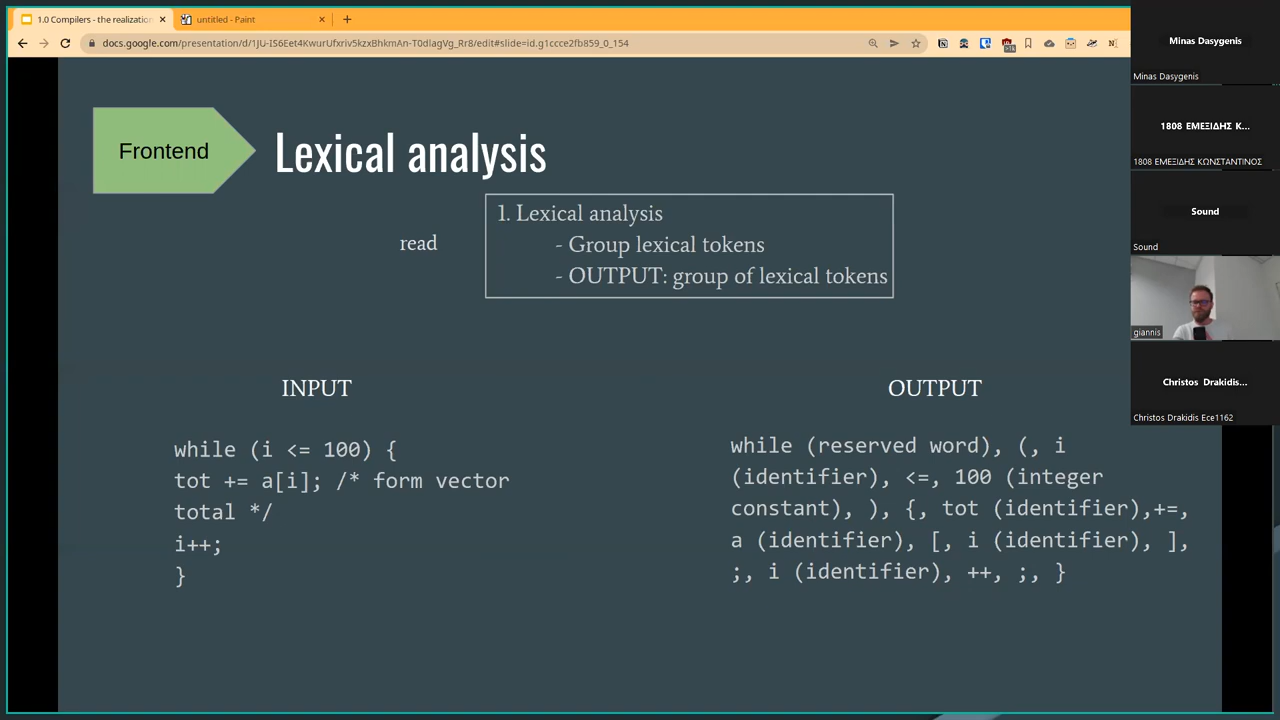 1.0 Compilers - the realization
untitled - Paint
docs.google.com/presentation/d/1JU-IS6Eet4KwurUfxriv5kzxBhkmAn-T0dlagVg_Rr8/edit#slide=id.g1ccce2fb859_0_154
Frontend
Lexical analysis
read
1. Lexical analysis
- Group lexical tokens
- OUTPUT: group of lexical tokens
INPUT
while (i <= 100) {
tot += a[i]; /* form vector
total */
i++;
}
OUTPUT
while (reserved word), (, i
(identifier), <=, 100 (integer
constant), ), {, tot (identifier),+=,
a (identifier), [, i (identifier), ],
;, i (identifier), ++, ;, }
Minas Dasygenis
Minas Dasygenis
1808 ΕΜΕΞΙΔΗΣ Κ...
1808 ΕΜΕΞΙΔΗΣ ΚΩΝΣΤΑΝΤΙΝΟΣ
Sound
Sound
giannis
Christos Drakidis...
Christos Drakidis Ece1162